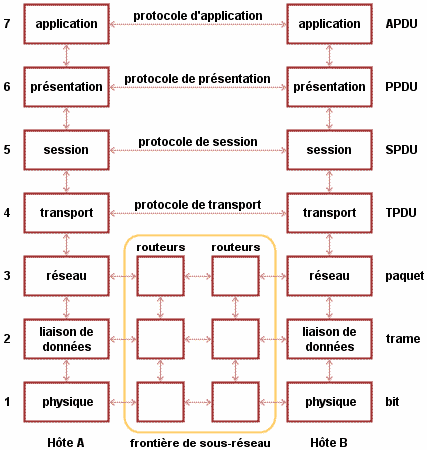 7 application protocole d'application application APDU
6 présentation protocole de présentation présentation PPDU
5 session protocole de session session SPDU
4 transport protocole de transport transport TPDU
routeurs routeurs
3 réseau réseau paquet
2 liaison de données liaison de données trame
1 physique physique bit
Hôte A frontière de sous-réseau Hôte B